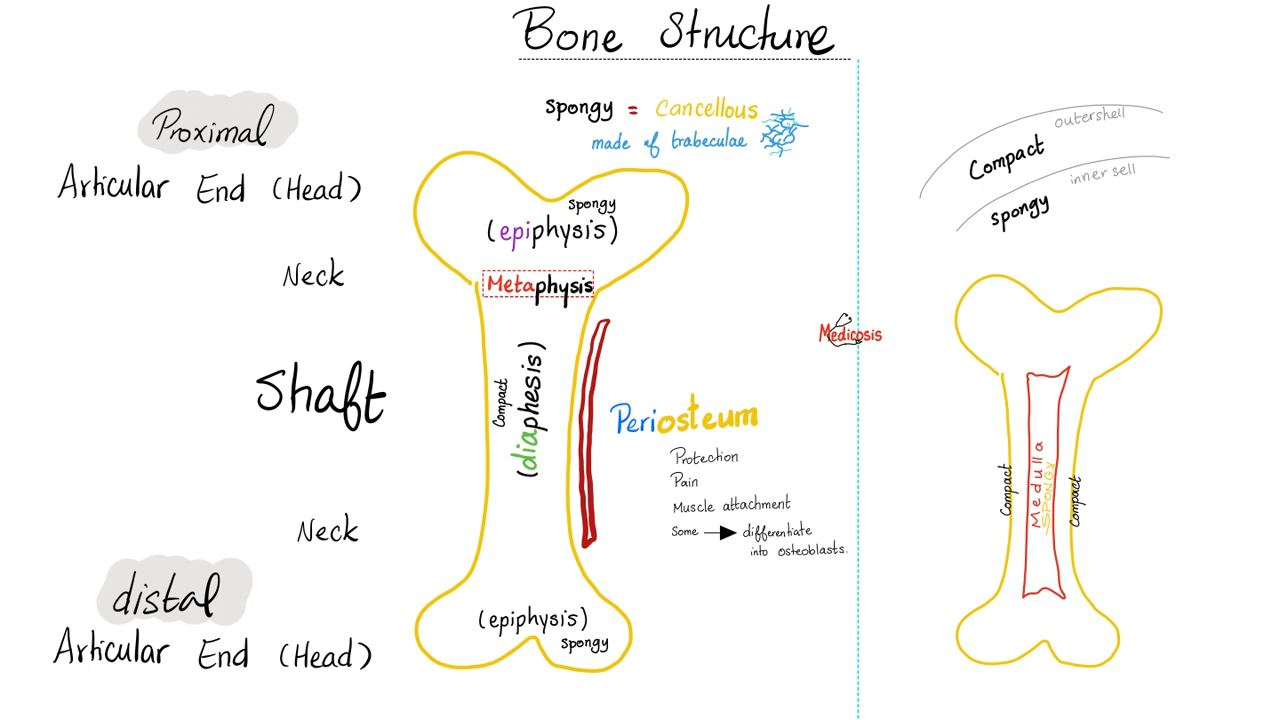 Bone Structure
Proximal
Articular End (Head)
Neck
Shaft
Neck
distal
Articular End (Head)
spongy = Cancellous
made of trabeculae
spongy
(epiphysis)
Metaphysis
Compact
(diaphesis)
Periosteum
Protection
Pain
Muscle attachment
Some differentiate
into osteoblasts.
(epiphysis)
spongy
Medicosis
outershell
Compact
inner sell
spongy
Compact
Medulla
SPONGY
Compact